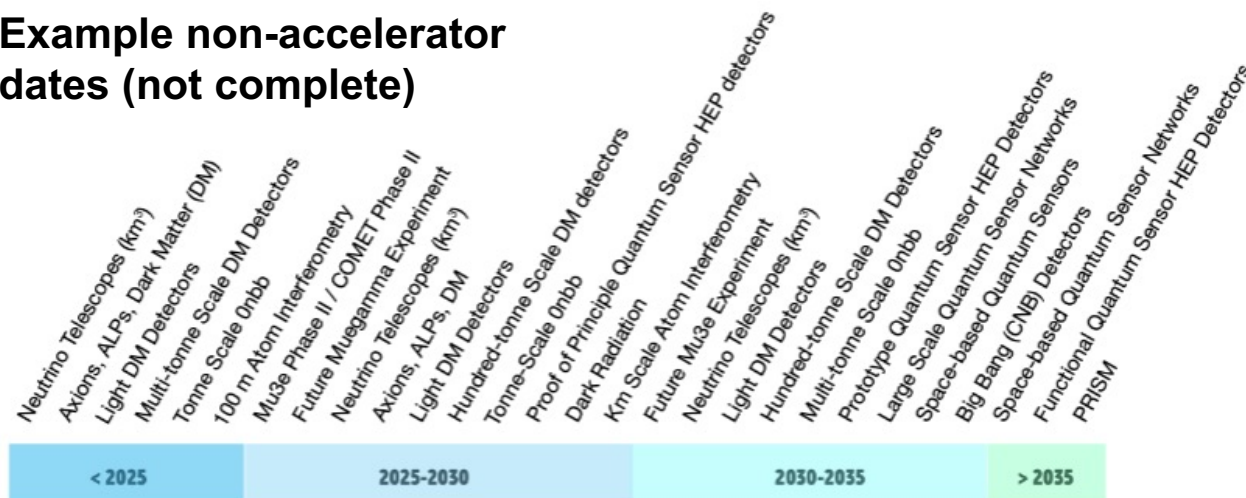 Example non-accelerator
dates (not complete)
Neutrino Telescopes (km³)
Axions, ALPs, Dark Matter (DM)
Light DM Detectors
Multi-tonne Scale DM Detectors
Tonne Scale 0nbb
100 m Atom Interferometry
Mu3e Phase II / COMET Phase II
Future Muegamma Experiment
Neutrino Telescopes (km³)
Axions, ALPs, DM
Light DM Detectors
Hundred-tonne Scale DM detectors
Tonne-Scale 0nbb
Proof of Principle Quantum Sensor HEP detectors
Dark Radiation
Km Scale Atom Interferometry
Future Mu3e Experiment
Neutrino Telescopes (km³)
Light DM Detectors
Hundred-tonne Scale DM Detectors
Multi-tonne Scale 0nbb
Prototype Quantum Sensor HEP Detectors
Large Scale Quantum Sensor Networks
Space-based Quantum Sensors
Big Bang (CNB) Detectors
Space-based Quantum Sensor Networks
Functional Quantum Sensor HEP Detectors
PRISM
< 2025
2025-2030
2030-2035
> 2035